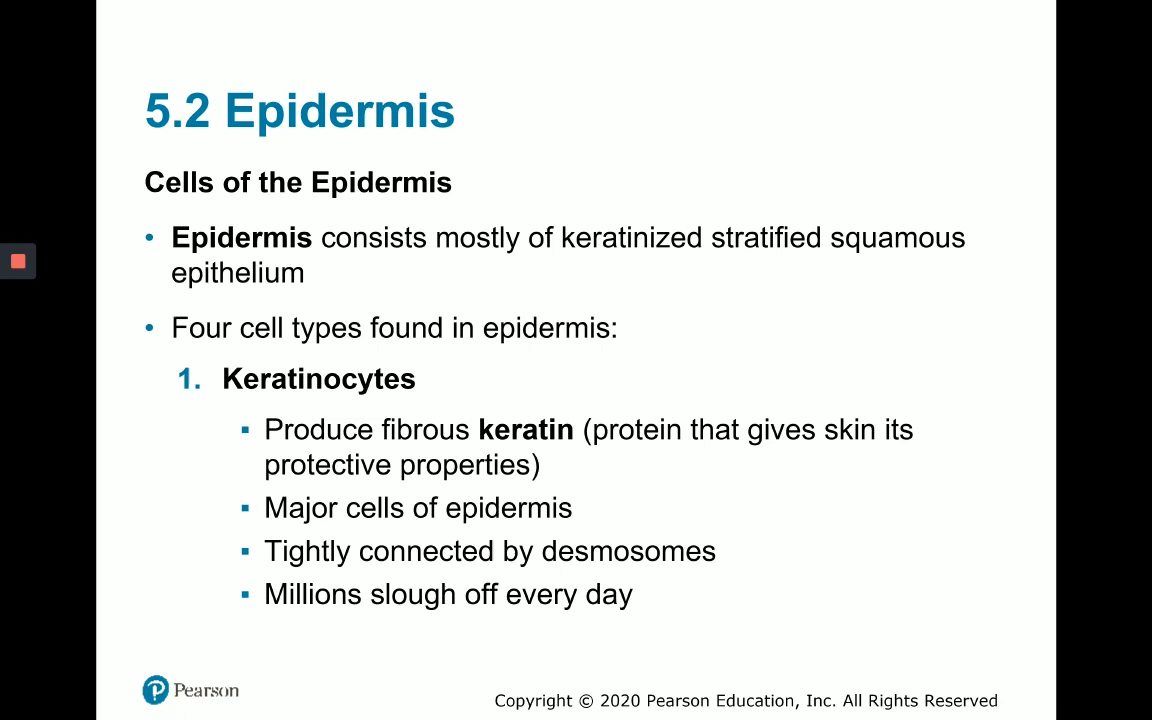 5.2 Epidermis
Cells of the Epidermis
• Epidermis consists mostly of keratinized stratified squamous
epithelium
• Four cell types found in epidermis:
1. Keratinocytes
▪ Produce fibrous keratin (protein that gives skin its
protective properties)
▪ Major cells of epidermis
▪ Tightly connected by desmosomes
▪ Millions slough off every day
P Pearson
Copyright © 2020 Pearson Education, Inc. All Rights Reserved